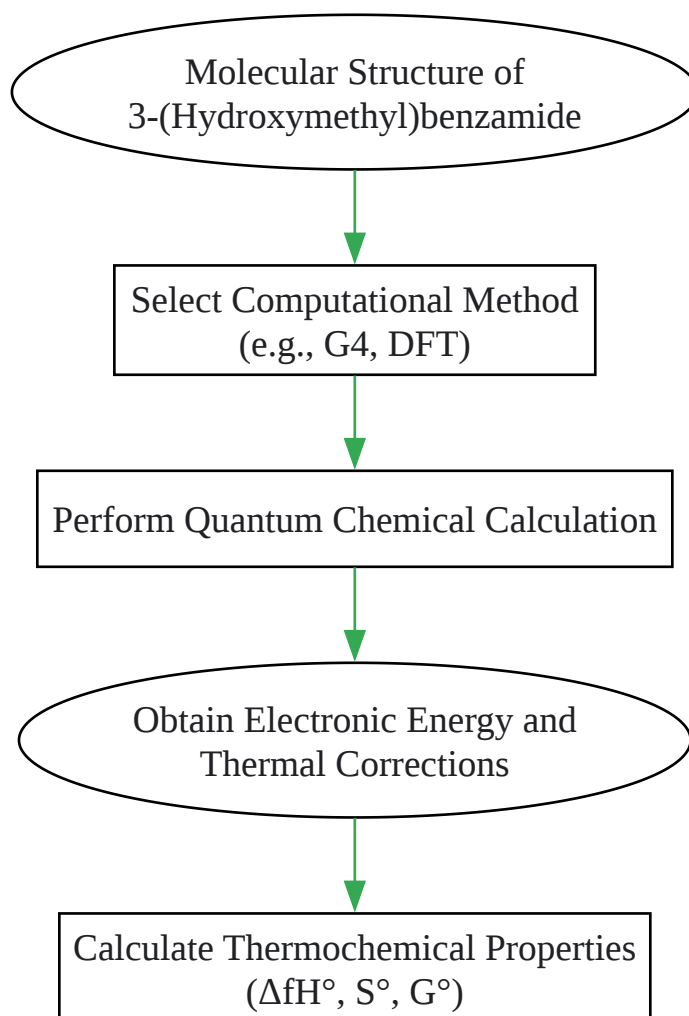 Molecular Structure of
3-(Hydroxymethyl)benzamide
Select Computational Method
(e.g., G4, DFT)
Perform Quantum Chemical Calculation
Obtain Electronic Energy and
Thermal Corrections
Calculate Thermochemical Properties
(ΔfH°, S°, G°)